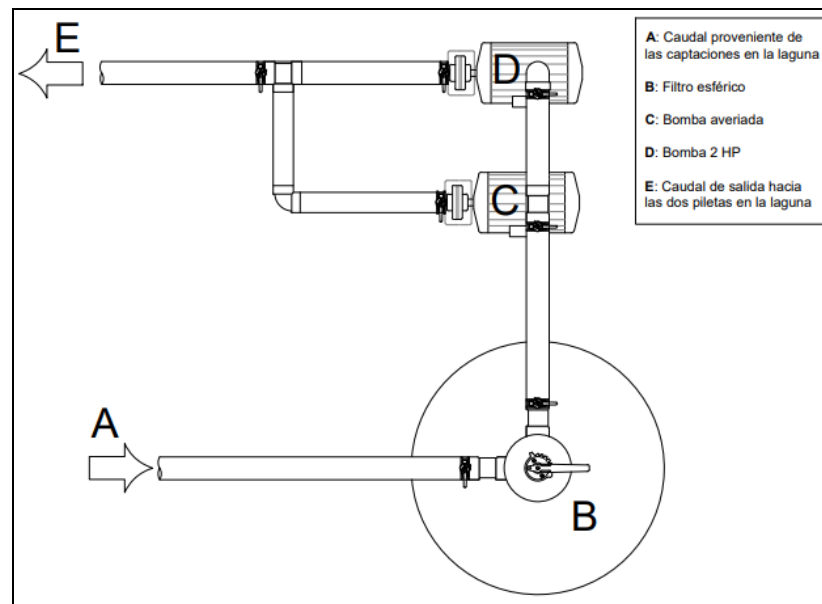 E
D
C
A
B
A: Caudal proveniente de
las captaciones en la laguna
B: Filtro esférico
C: Bomba averiada
D: Bomba 2 HP
E: Caudal de salida hacia
las dos piletas en la laguna